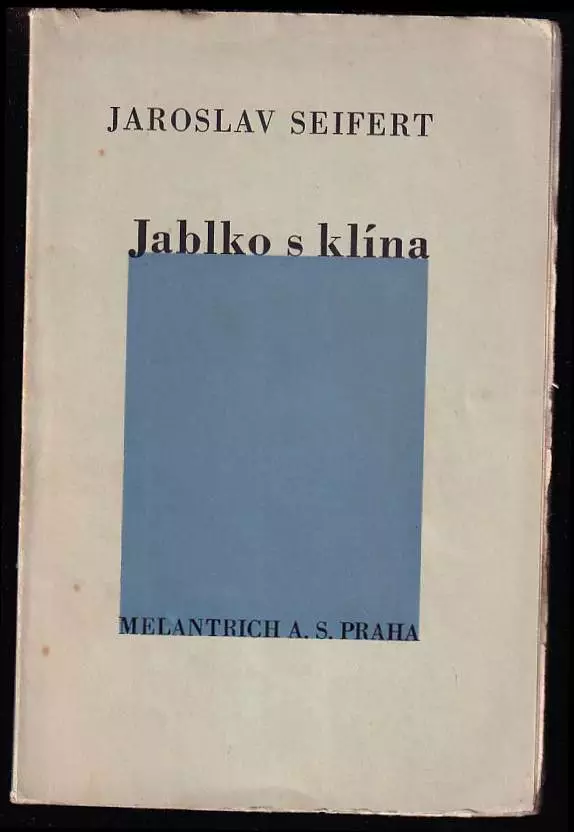 JAROSLAV SEIFERT
Jablko s klína
MELANTRICH A. S. PRAHA